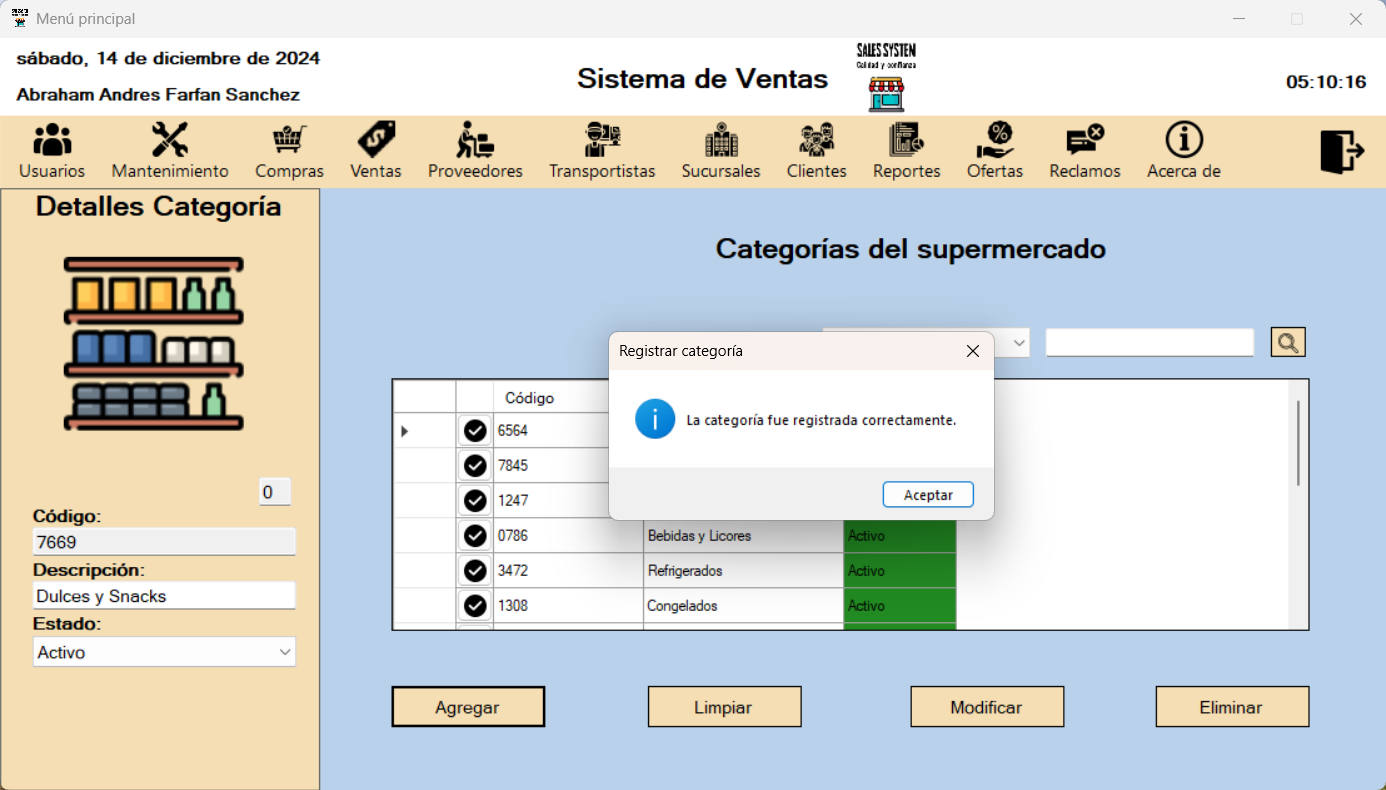 Menú principal
sábado, 14 de diciembre de 2024
Abraham Andres Farfan Sanchez
Sistema de Ventas
SALES SYSTEM
Calidad y confianza
05:10:16
Usuarios
Mantenimiento
Compras
Ventas
Proveedores
Transportistas
Sucursales
Clientes
Reportes
Ofertas
Reclamos
Acerca de
Detalles Categoría
0
Código:
7669
Descripción:
Dulces y Snacks
Estado:
Activo
Categorías del supermercado
Código
6564
7845
1247
0786 Bebidas y Licores Activo
3472 Refrigerados Activo
1308 Congelados Activo
Registrar categoría
La categoría fue registrada correctamente.
Aceptar
Agregar
Limpiar
Modificar
Eliminar